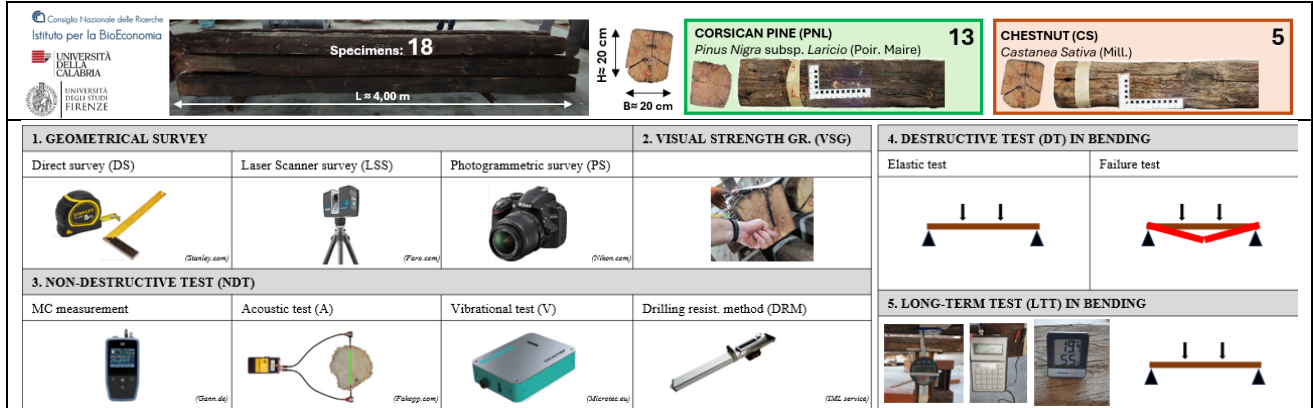 Consiglio Nazionale delle Ricerche
Istituto per la BioEconomia
UNIVERSITÀ
DELLA
CALABRIA
UNIVERSITÀ
DEGLI STUDI
FIRENZE
Specimens: 18
L ≈ 4,00 m
H≈ 20 cm
B≈ 20 cm
CORSICAN PINE (PNL)
13
Pinus Nigra subsp. Laricio (Poir. Maire)
CHESTNUT (CS)
5
Castanea Sativa (Mill.)
1. GEOMETRICAL SURVEY
2. VISUAL STRENGTH GR. (VSG)
Direct survey (DS)
Laser Scanner survey (LSS)
Photogrammetric survey (PS)
STANLEY
Nikon
(Stanley.com)
(Faro.com)
(Nikon.com)
3. NON-DESTRUCTIVE TEST (NDT)
MC measurement
Acoustic test (A)
Vibrational test (V)
Drilling resist. method (DRM)
(Gann.de)
(Fakopp.com)
(Microtec.eu)
(IML service)
4. DESTRUCTIVE TEST (DT) IN BENDING
Elastic test
Failure test
5. LONG-TERM TEST (LTT) IN BENDING
19
55